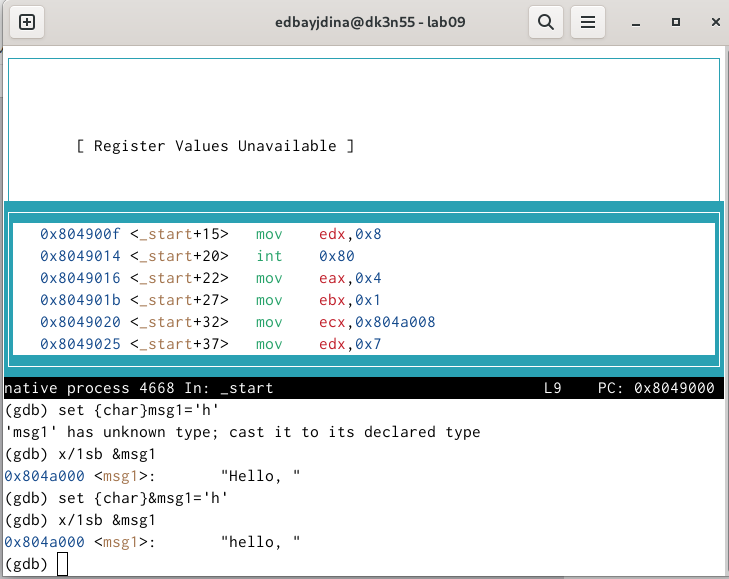 edbayjdina@dk3n55 - lab09
[ Register Values Unavailable ]
0x804900f <_start+15> mov edx,0x8
0x8049014 <_start+20> int 0x80
0x8049016 <_start+22> mov eax,0x4
0x804901b <_start+27> mov ebx,0x1
0x8049020 <_start+32> mov ecx,0x804a008
0x8049025 <_start+37> mov edx,0x7
native process 4668 In: _start L9 PC: 0x8049000
(gdb) set {char}msg1='h'
'msg1' has unknown type; cast it to its declared type
(gdb) x/1sb &msg1
0x804a000 <msg1>: "Hello, "
(gdb) set {char}&msg1='h'
(gdb) x/1sb &msg1
0x804a000 <msg1>: "hello, "
(gdb)